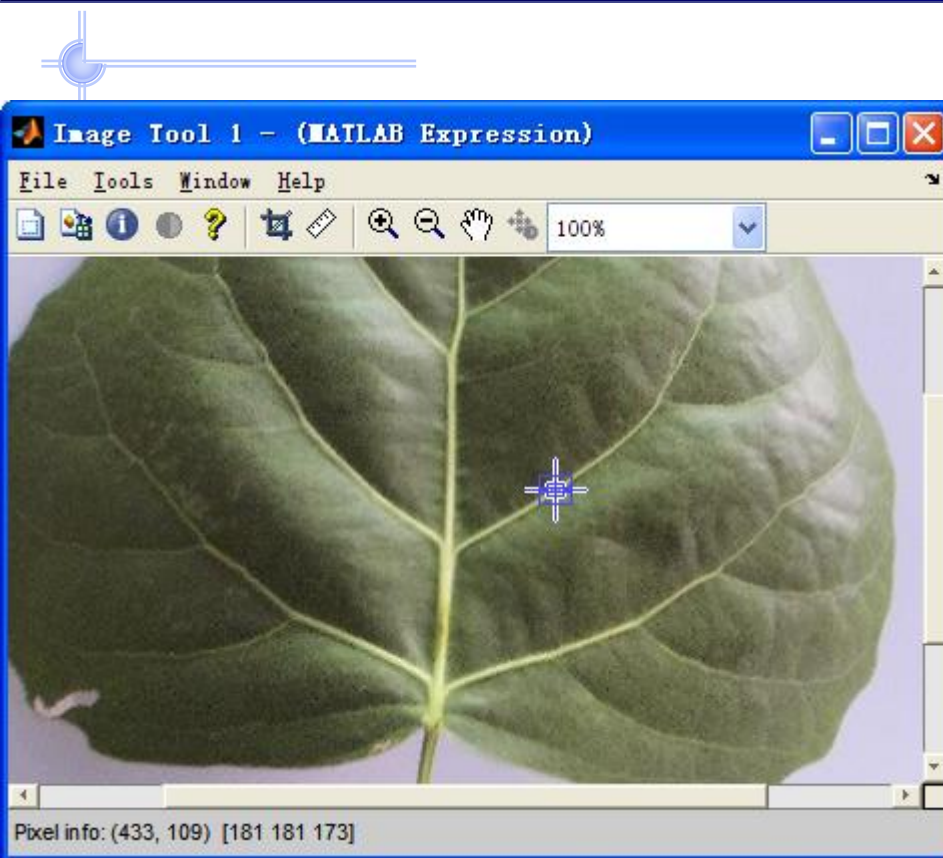 Image Tool 1 - (MATLAB Expression)
File Tools Window Help
100%
Pixel info: (433, 109) [181 181 173]